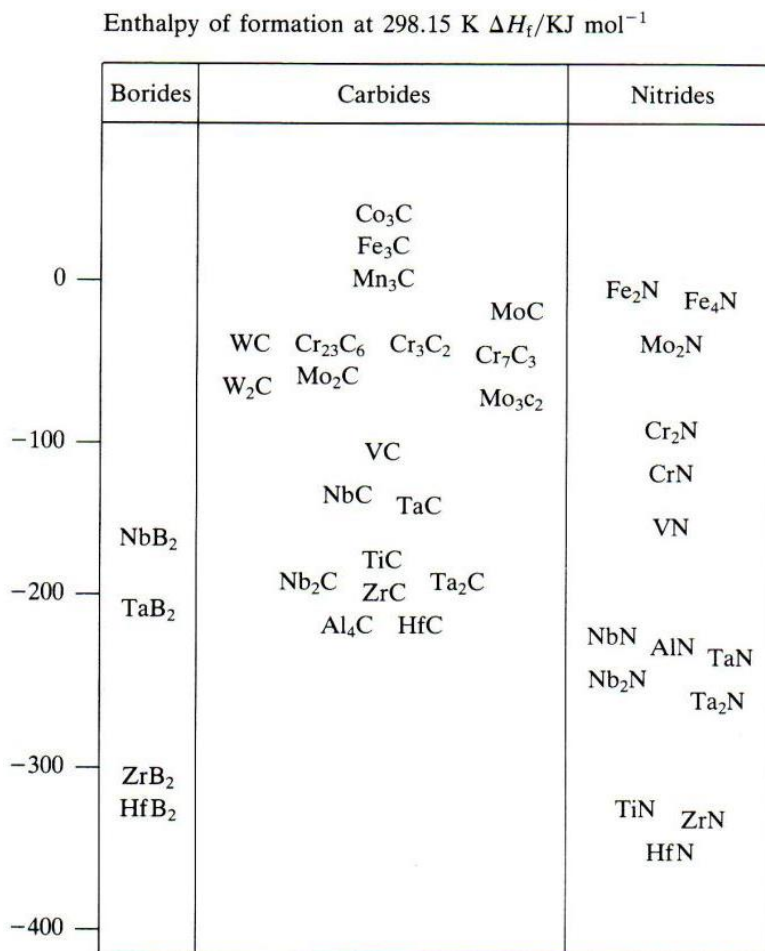 Enthalpy of formation at 298.15 K ΔH_f/KJ mol⁻¹
Borides Carbides Nitrides
Co₃C
Fe₃C
0 Mn₃C Fe₂N Fe₄N
MoC
WC Cr₂₃C₆ Cr₃C₂ Cr₇C₃ Mo₂N
W₂C Mo₂C Mo₃c₂
−100 VC Cr₂N
NbC TaC CrN
NbB₂ VN
TiC
−200 Nb₂C ZrC Ta₂C
TaB₂ Al₄C HfC
NbN AlN TaN
Nb₂N Ta₂N
−300
ZrB₂
HfB₂ TiN ZrN
HfN
−400